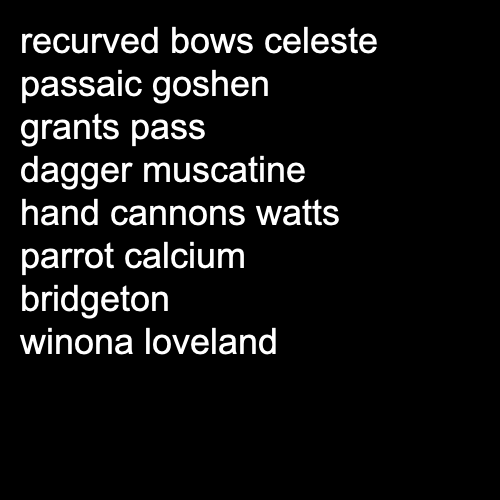 recurved bows celeste
passaic goshen
grants pass
dagger muscatine
hand cannons watts
parrot calcium
bridgeton
winona loveland